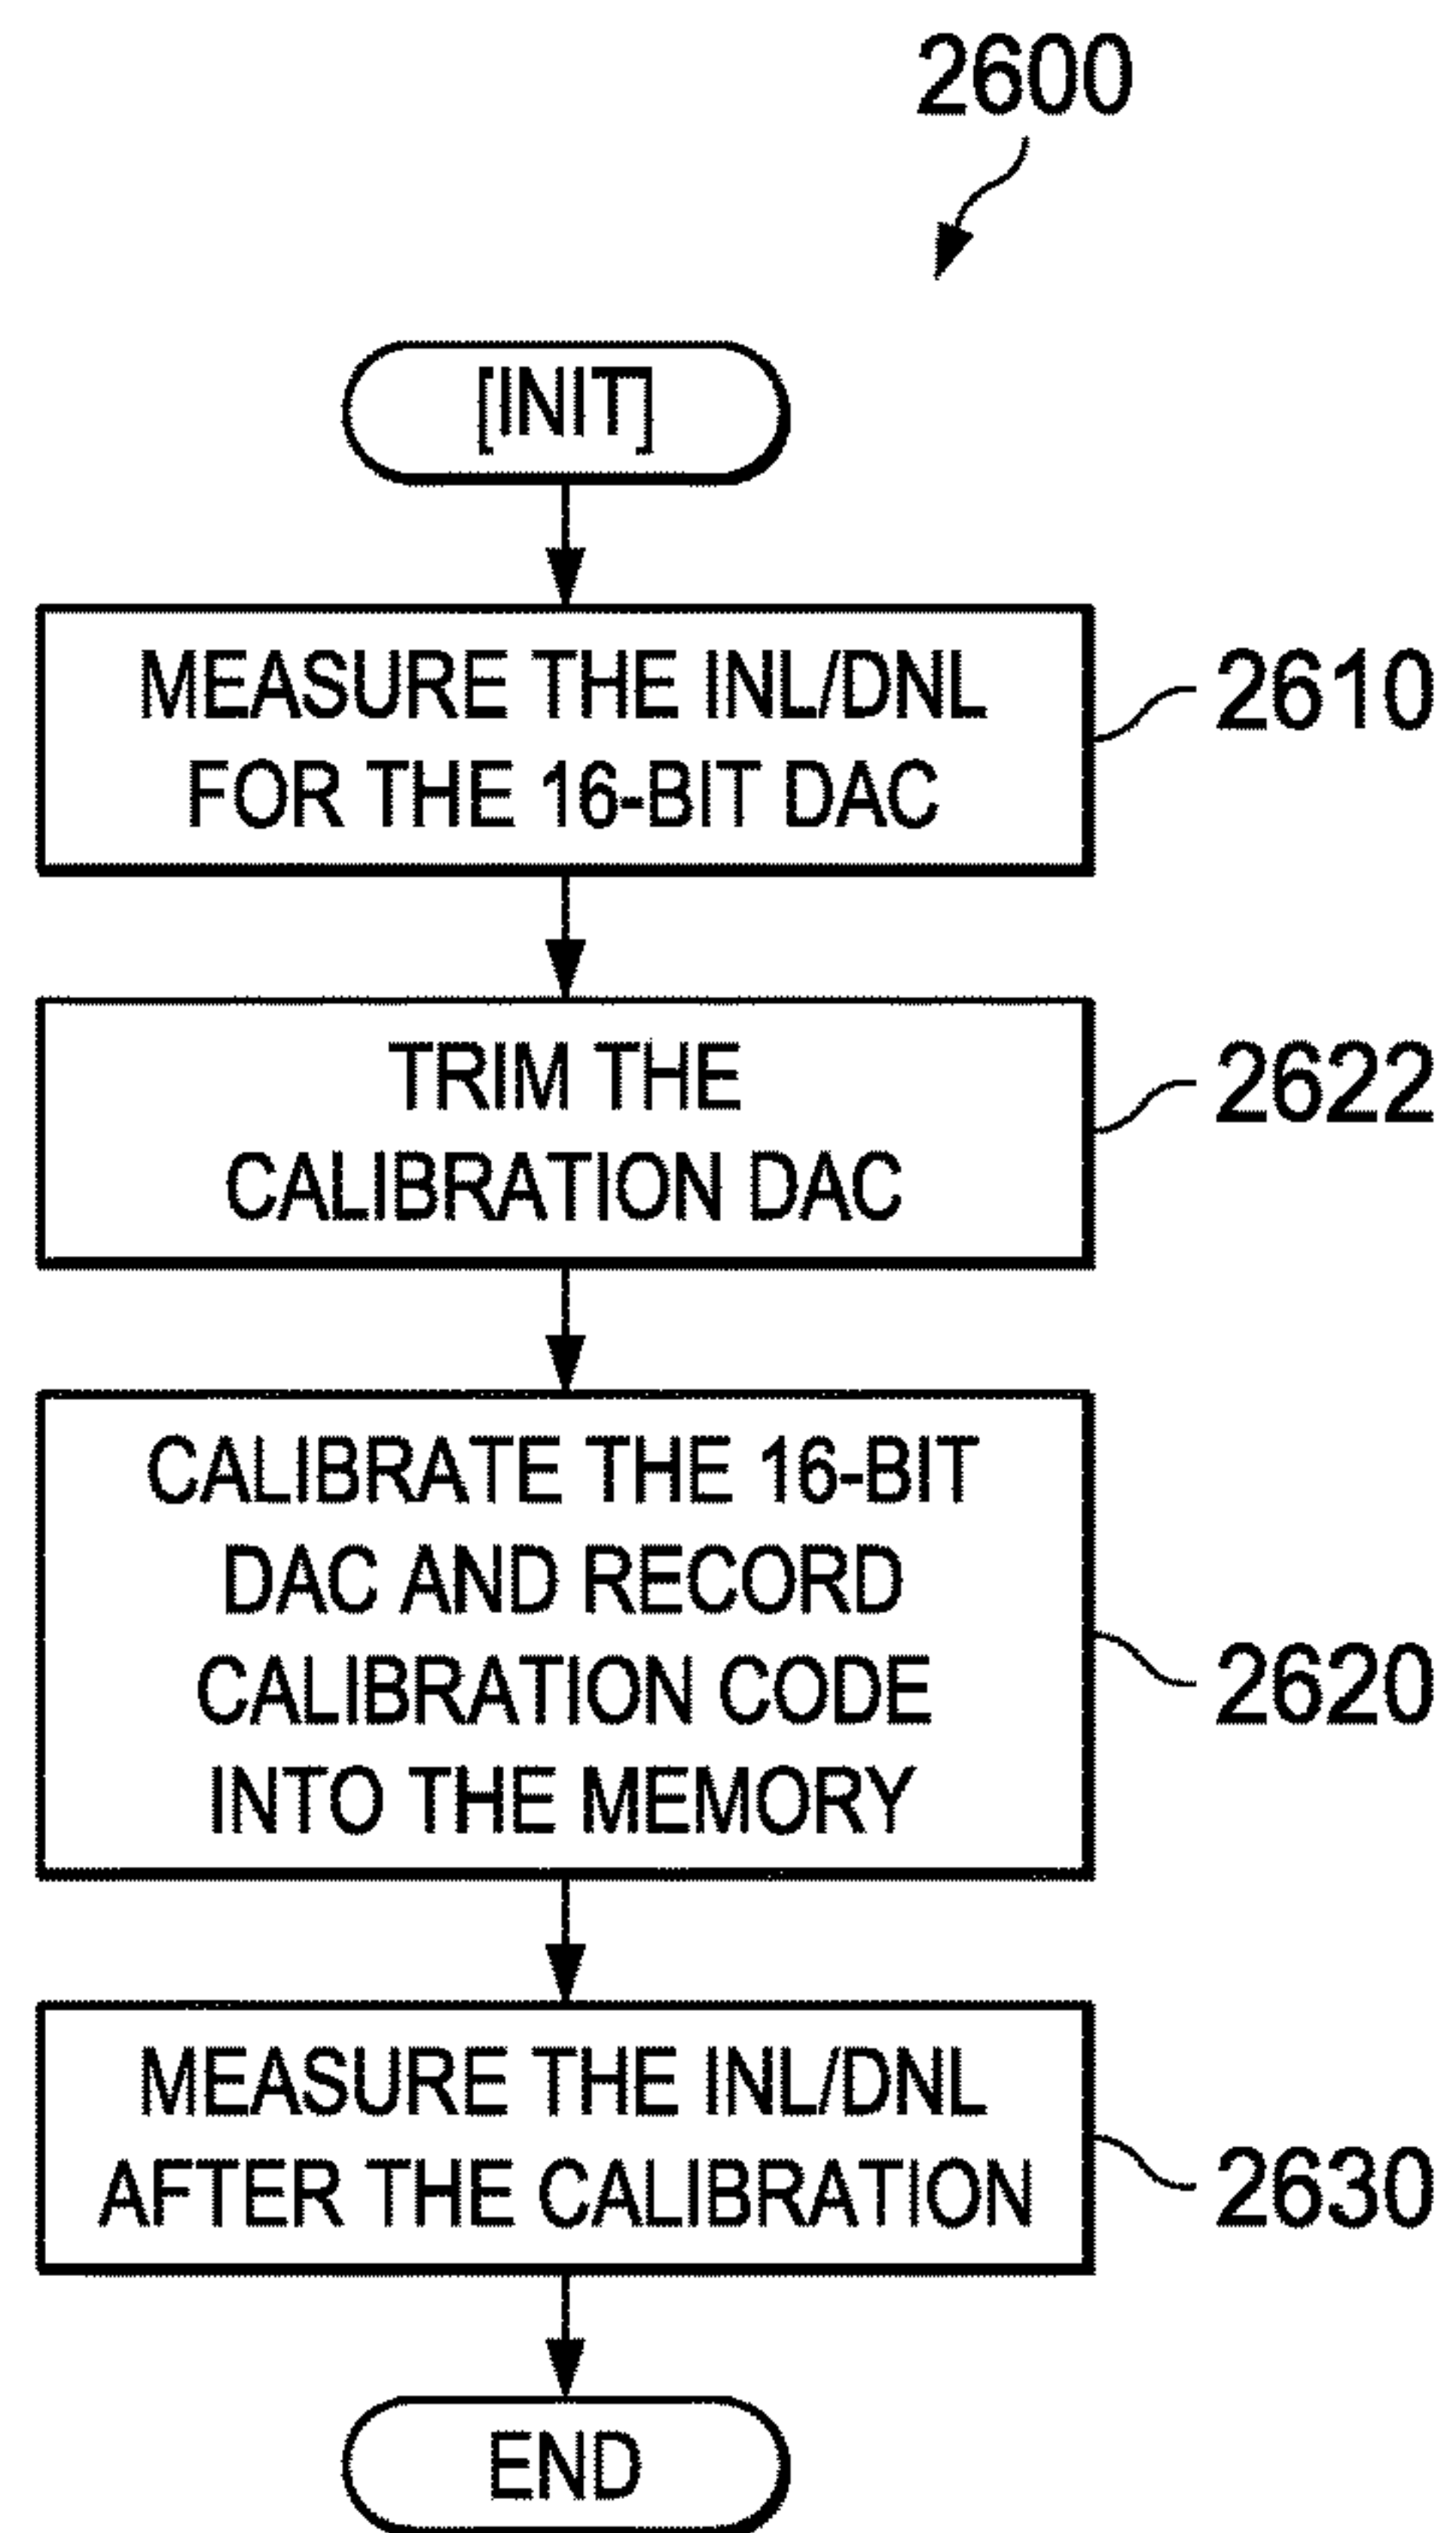 2600
[INIT]
MEASURE THE INL/DNL
FOR THE 16-BIT DAC
2610
TRIM THE
CALIBRATION DAC
2622
CALIBRATE THE 16-BIT
DAC AND RECORD
CALIBRATION CODE
INTO THE MEMORY
2620
MEASURE THE INL/DNL
AFTER THE CALIBRATION
2630
END